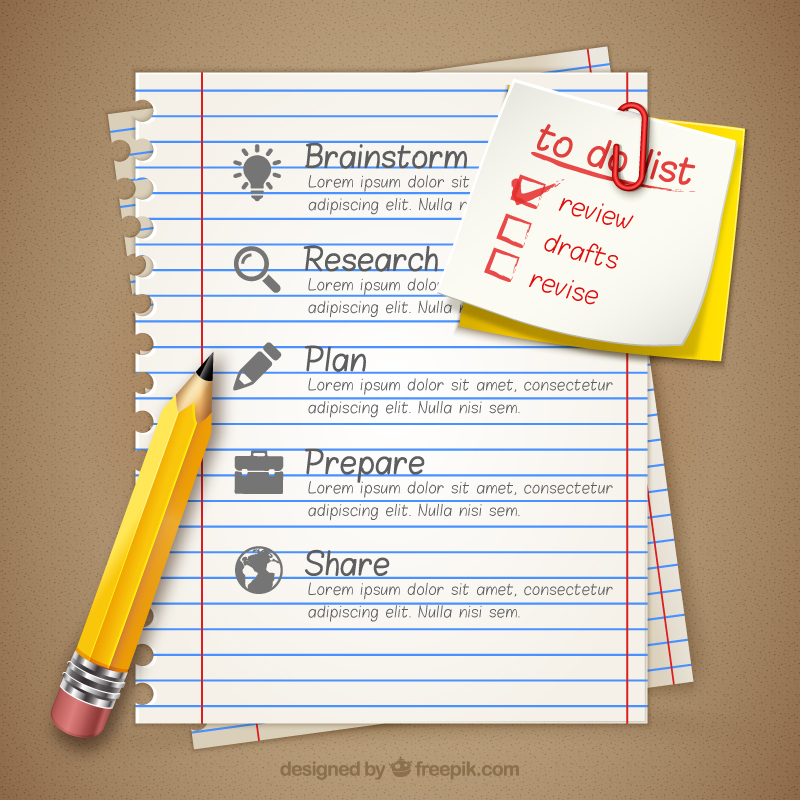 Brainstorm
Lorem ipsum dolor sit
adipiscing elit. Nulla n
Research
Lorem ipsum dolor
adipiscing elit. Nulla
Plan
Lorem ipsum dolor sit amet, consectetur
adipiscing elit. Nulla nisi sem.
Prepare
Lorem ipsum dolor sit amet, consectetur
adipiscing elit. Nulla nisi sem.
Share
Lorem ipsum dolor sit amet, consectetur
adipiscing elit. Nulla nisi sem.
to do list
review
drafts
revise
designed by freepik.com